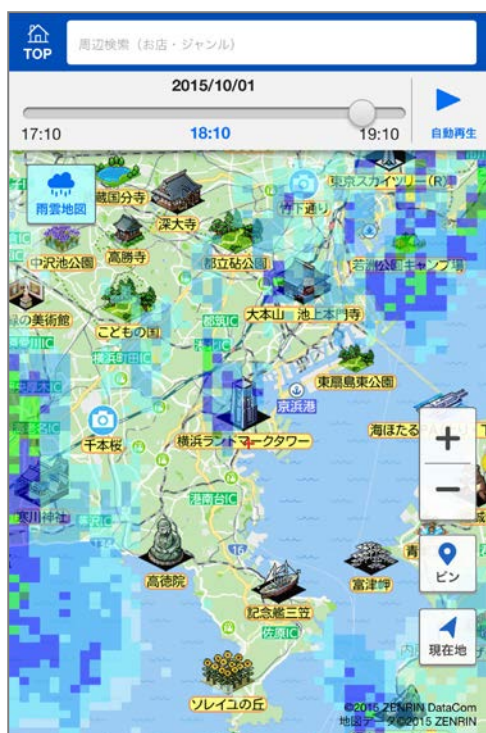 TOP
周辺検索（お店・ジャンル）
2015/10/01
17:10
18:10
19:10
自動再生
雨雲地図
蔵国分寺
深大寺
竹下通り
東京スカイツリー(R)
中沢池公園
高勝寺
都立砧公園
若洲公園キャンプ場
の美術館
こどもの国
都筑IC
大本山 池上本門寺
横浜町田IC
東扇島東公園
京浜港
千本桜
横浜ランドマークタワー
海ほたる
寒川神社
港南台IC
16
高徳院
記念艦三笠
富津岬
佐原IC
ソレイユの丘
+
−
ピン
現在地
©2015 ZENRIN DataCom
地図データ©2015 ZENRIN